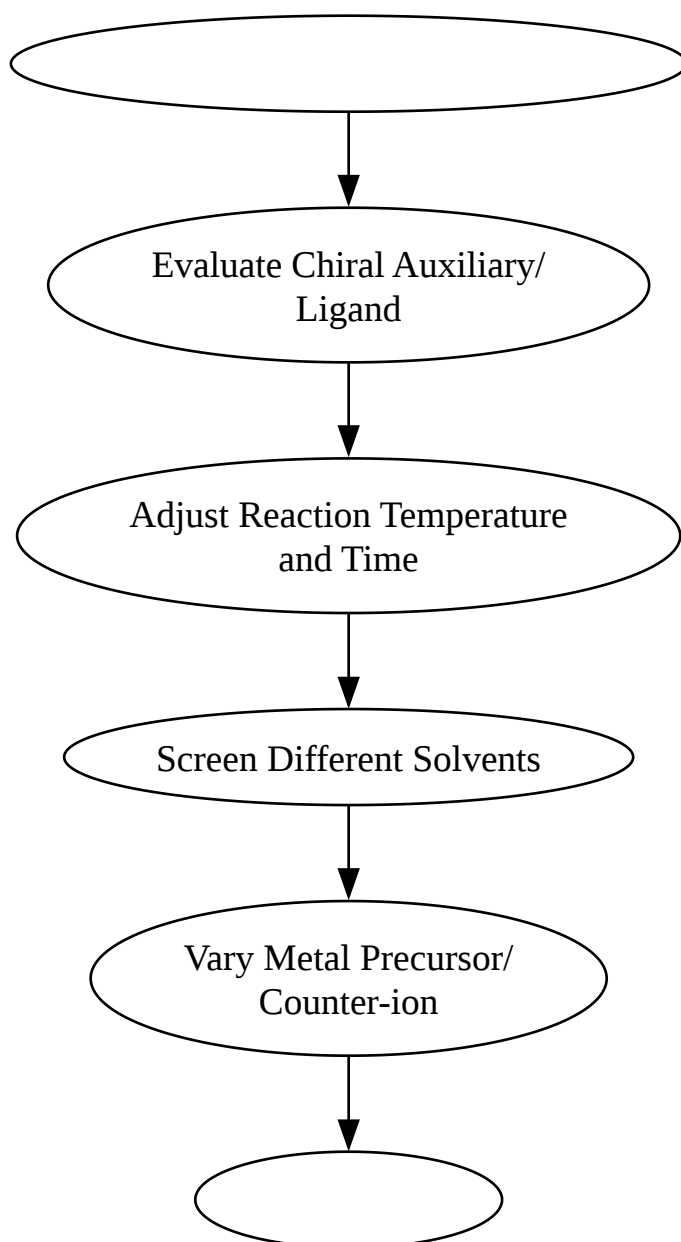 Evaluate Chiral Auxiliary/
Ligand
Adjust Reaction Temperature
and Time
Screen Different Solvents
Vary Metal Precursor/
Counter-ion